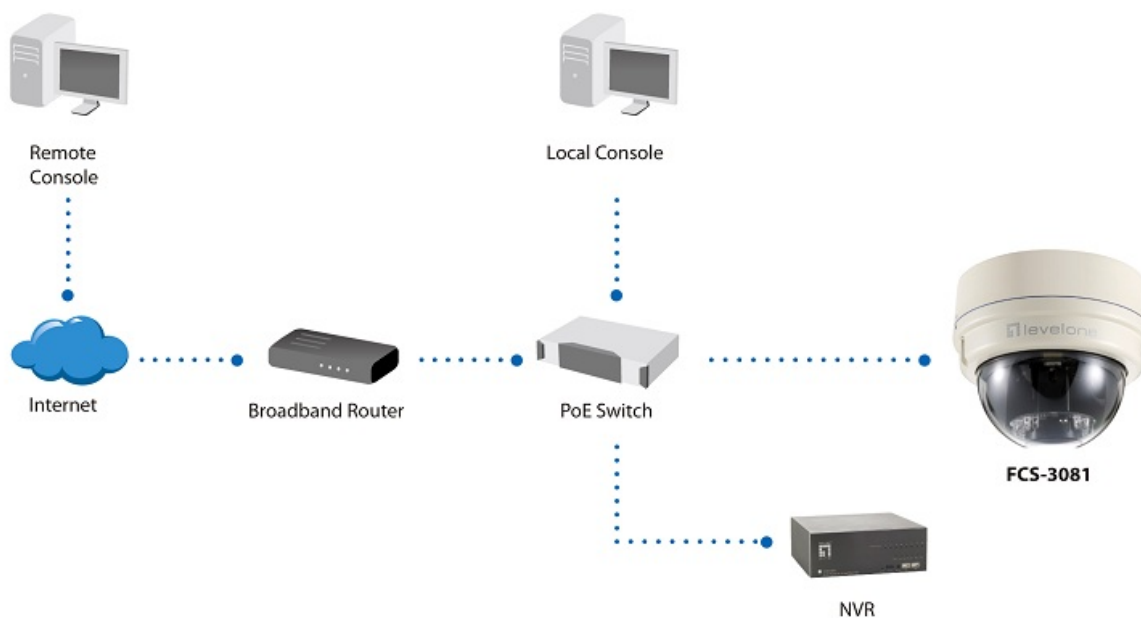 Remote
Console
Local Console
levelone
Internet
Broadband Router
PoE Switch
FCS-3081
NVR